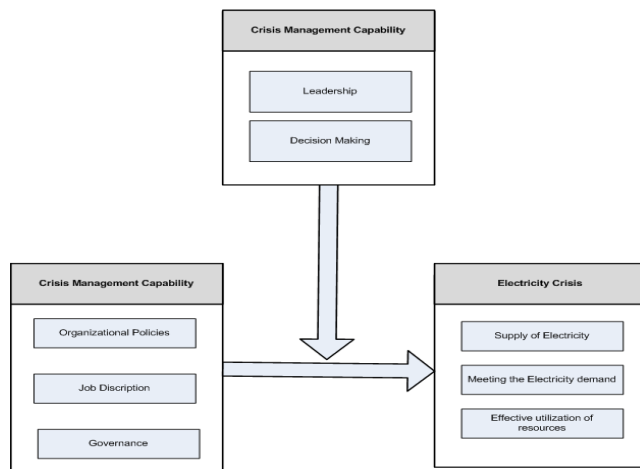 Crisis Management Capability
Leadership
Decision Making
Crisis Management Capability
Organizational Policies
Job Discription
Governance
Electricity Crisis
Supply of Electricity
Meeting the Electricity demand
Effective utilization of
resources